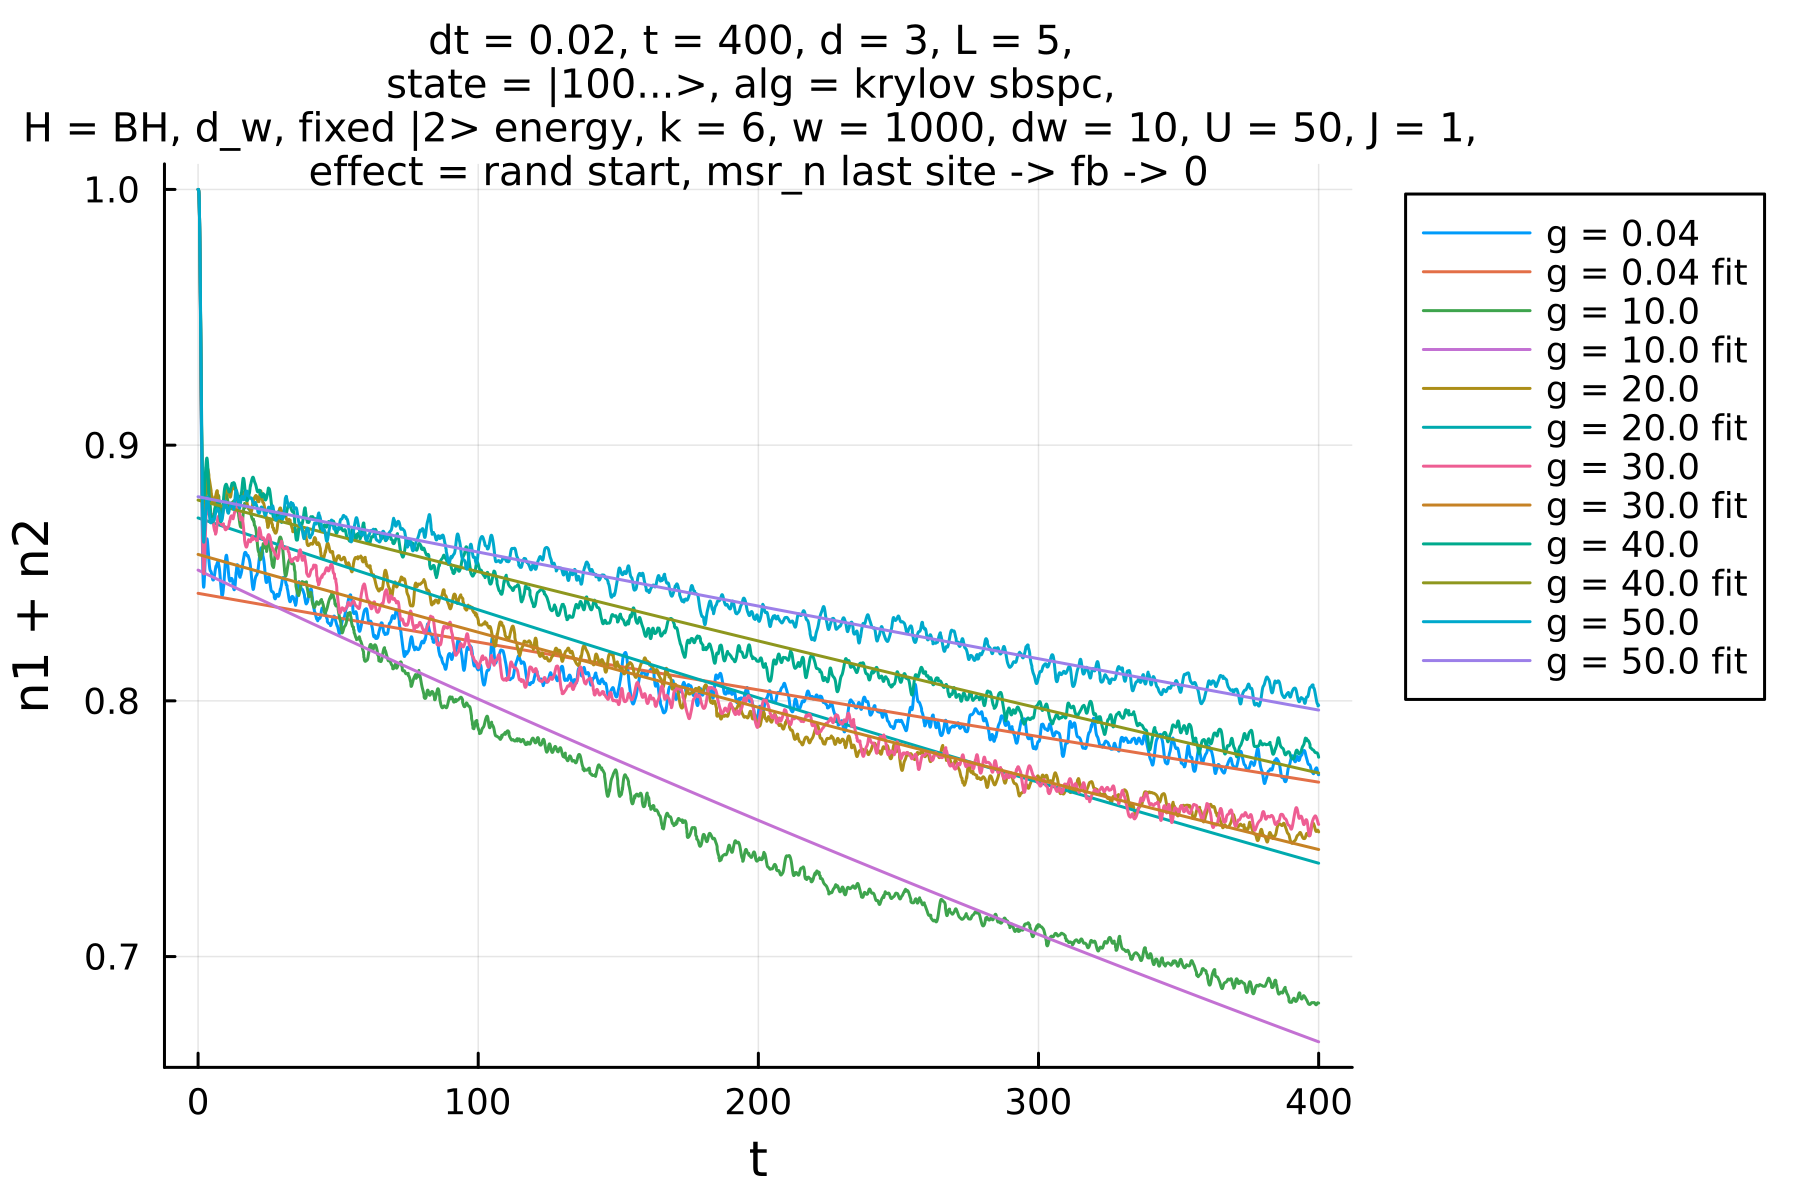 dt = 0.02, t = 400, d = 3, L = 5,
state = |100...>, alg = krylov sbspc,
H = BH, d_w, fixed |2> energy, k = 6, w = 1000, dw = 10, U = 50, J = 1,
effect = rand start, msr_n last site -> fb -> 0
n1 + n2
1.0
0.9
0.8
0.7
0
100
200
300
400
t
g = 0.04
g = 0.04 fit
g = 10.0
g = 10.0 fit
g = 20.0
g = 20.0 fit
g = 30.0
g = 30.0 fit
g = 40.0
g = 40.0 fit
g = 50.0
g = 50.0 fit